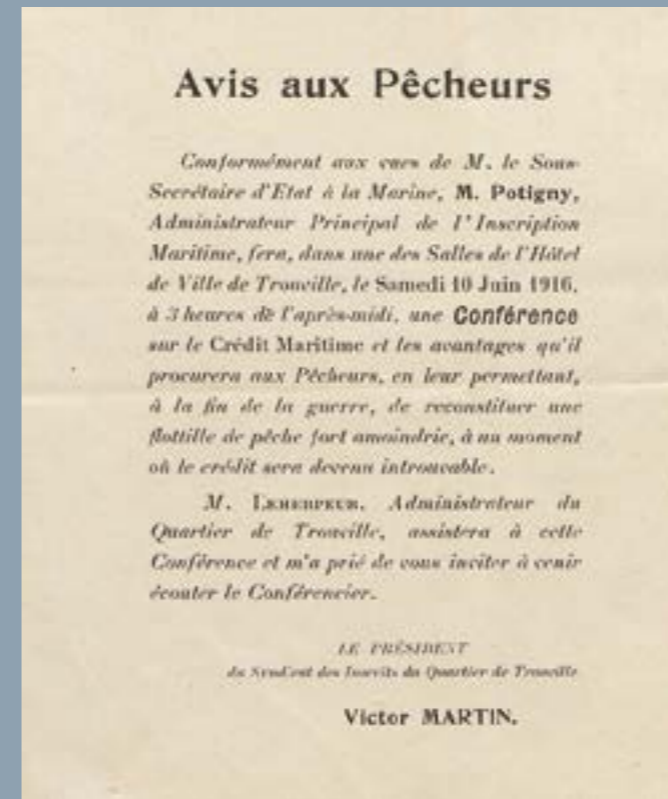 Avis aux Pêcheurs
Conformément aux vues de M. le Sous-
Secrétaire d'Etat à la Marine, M. Potigny,
Administrateur Principal de l'Inscription
Maritime, fera, dans une des Salles de l'Hôtel
de Ville de Trouville, le Samedi 10 Juin 1916,
à 3 heures de l'après-midi, une Conférence
sur le Crédit Maritime et les avantages qu'il
procurera aux Pêcheurs, en leur permettant,
à la fin de la guerre, de reconstituer une
flottille de pêche fort amoindrie, à un moment
où le crédit sera devenu introuvable.
M. LEHERPEUR, Administrateur du
Quartier de Trouville, assistera à cette
Conférence et m'a prié de vous inviter à venir
écouter le Conférencier.
LE PRÉSIDENT
du Syndicat des Inscrits du Quartier de Trouville
Victor MARTIN.